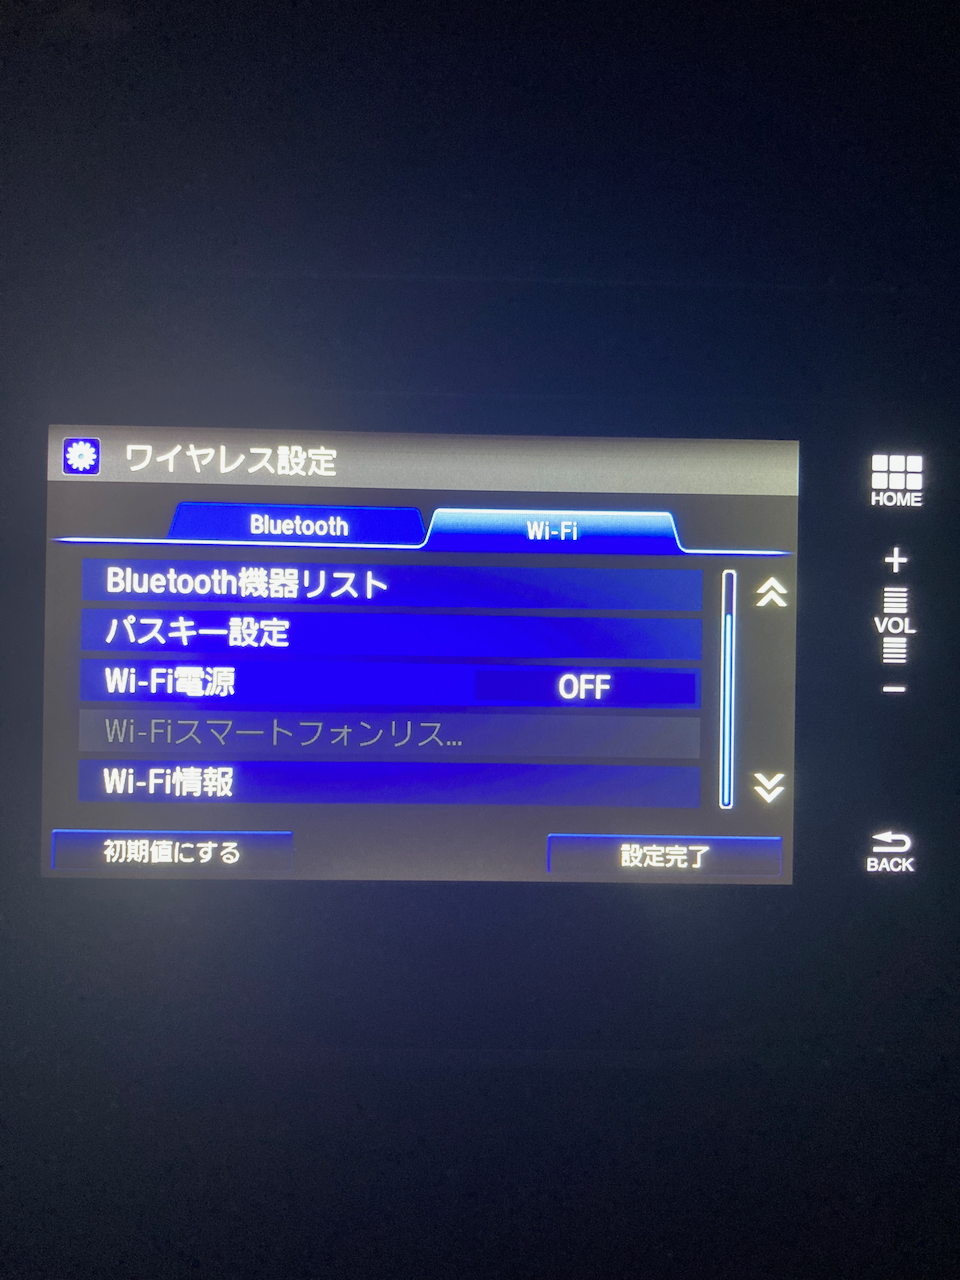 ワイヤレス設定
Bluetooth
Wi-Fi
Bluetooth機器リスト
パスキー設定
Wi-Fi電源 OFF
Wi-Fiスマートフォンリス...
Wi-Fi情報
初期値にする
設定完了
HOME
+
VOL
−
BACK